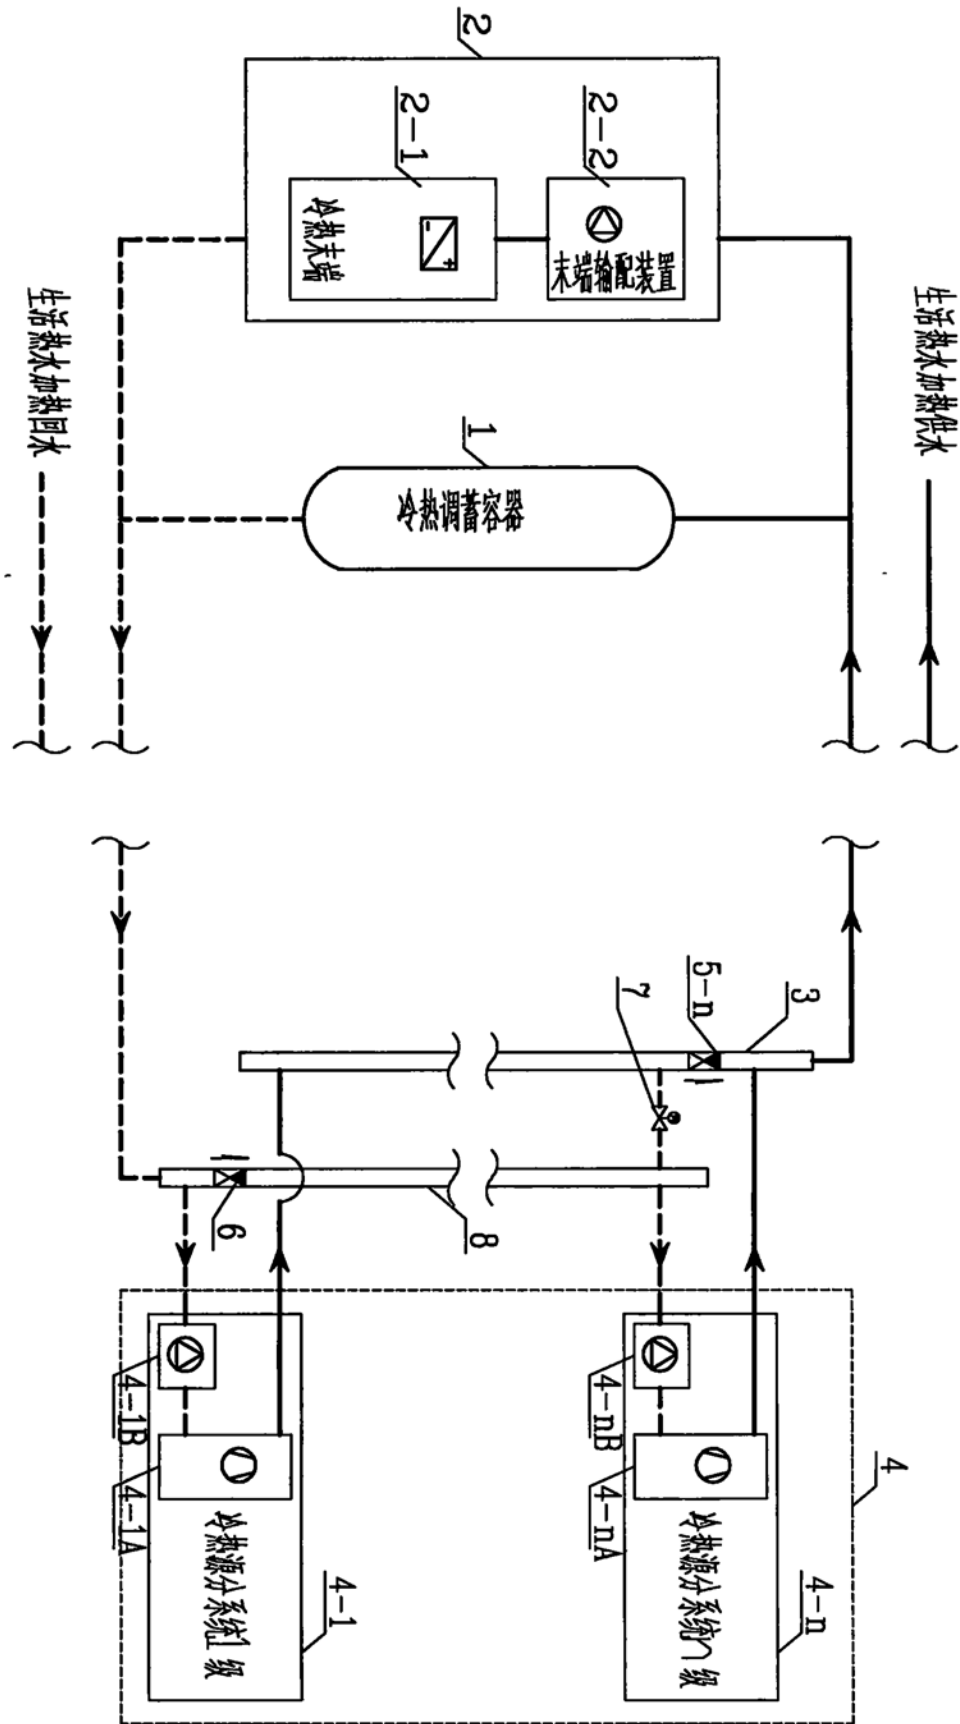 2
2-1
冷热末端
2-2
末端输配装置
生活热水加热回水
生活热水加热供水
1
冷热调蓄容器
3
5-n
7
6
8
4
4-1B
4-1A
冷热源分系统1级
4-1
4-nB
4-nA
冷热源分系统n级
4-n